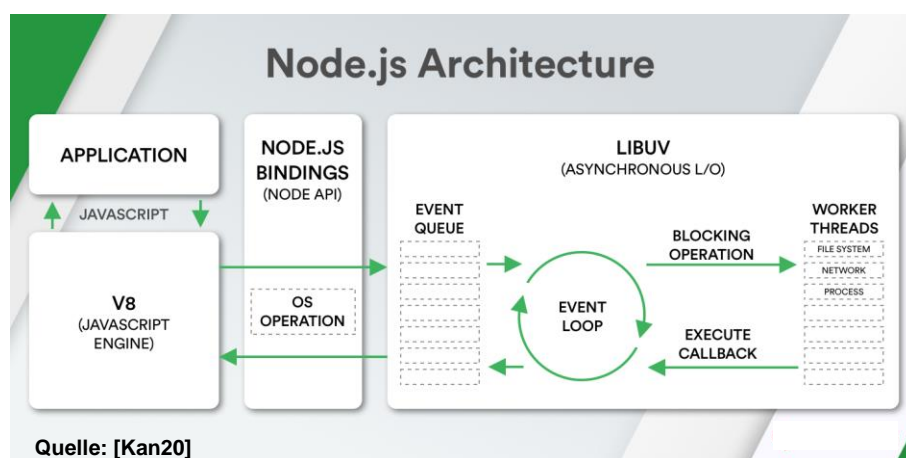 Node.js Architecture
APPLICATION
JAVASCRIPT
V8
(JAVASCRIPT
ENGINE)
NODE.JS
BINDINGS
(NODE API)
OS
OPERATION
LIBUV
(ASYNCHRONOUS L/O)
EVENT
QUEUE
EVENT
LOOP
BLOCKING
OPERATION
EXECUTE
CALLBACK
WORKER
THREADS
FILE SYSTEM
NETWORK
PROCESS
Quelle: [Kan20]